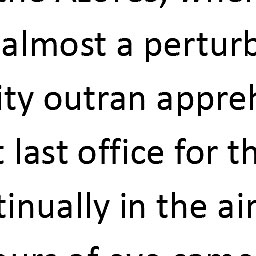 almost a perturb
ity outran appreh
t last office for th
tinually in the air